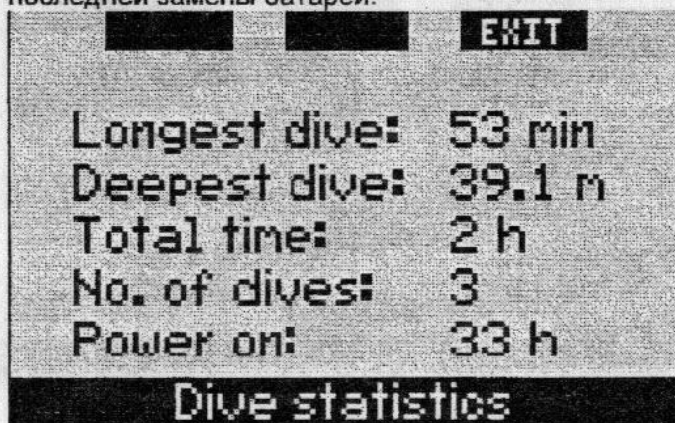 последней замены батареи.
EXIT
Longest dive: 53 min
Deepest dive: 39.1 m
Total time: 2 h
No. of dives: 3
Power on: 33 h
Dive statistics